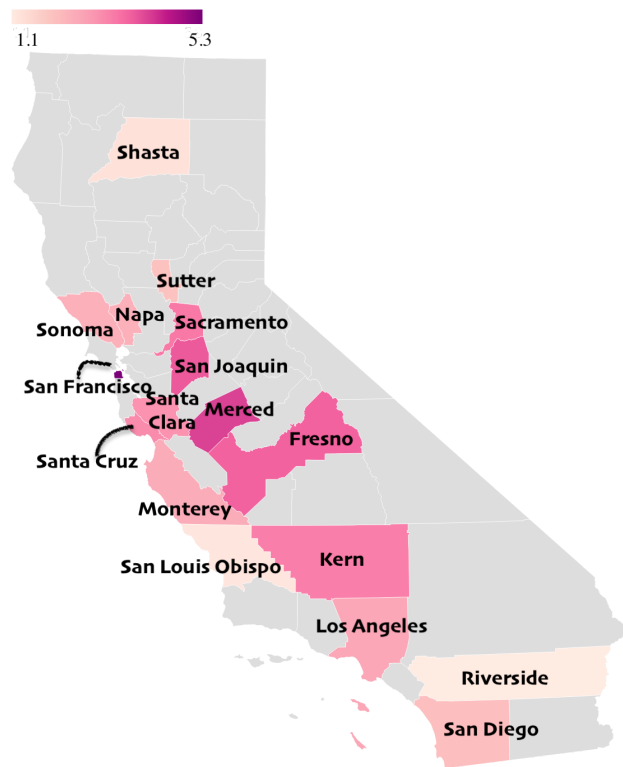 1.1 5.3
Shasta
Sutter
Napa
Sonoma
Sacramento
San Joaquin
San Francisco
Santa
Clara
Merced
Fresno
Santa Cruz
Monterey
Kern
San Louis Obispo
Los Angeles
Riverside
San Diego